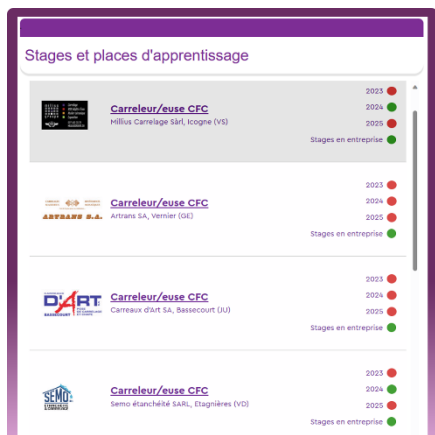 Stages et places d'apprentissage
2023
Carreleur/euse CFC
2024
Millius Carrelage Sàrl, Icogne (VS)
2025
Stages en entreprise
2023
Carreleur/euse CFC
2024
ARTRANS S.A.
Artrans SA, Vernier (GE)
2025
Stages en entreprise
2023
D'ART
Carreleur/euse CFC
2024
BASSECOURT
Carreaux d'Art SA, Bassecourt (JU)
2025
Stages en entreprise
2023
SEMO
Carreleur/euse CFC
2024
Semo étanchéité SARL, Etagnières (VD)
2025
Stages en entreprise